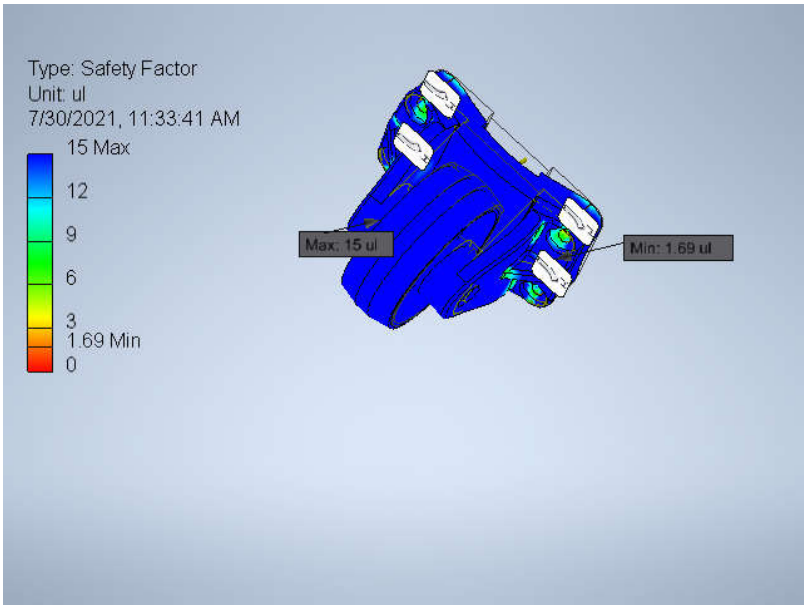 Type: Safety Factor
Unit: ul
7/30/2021, 11:33:41 AM
15 Max
12
9
6
3
1.69 Min
0
Max: 15 ul
Min: 1.69 ul